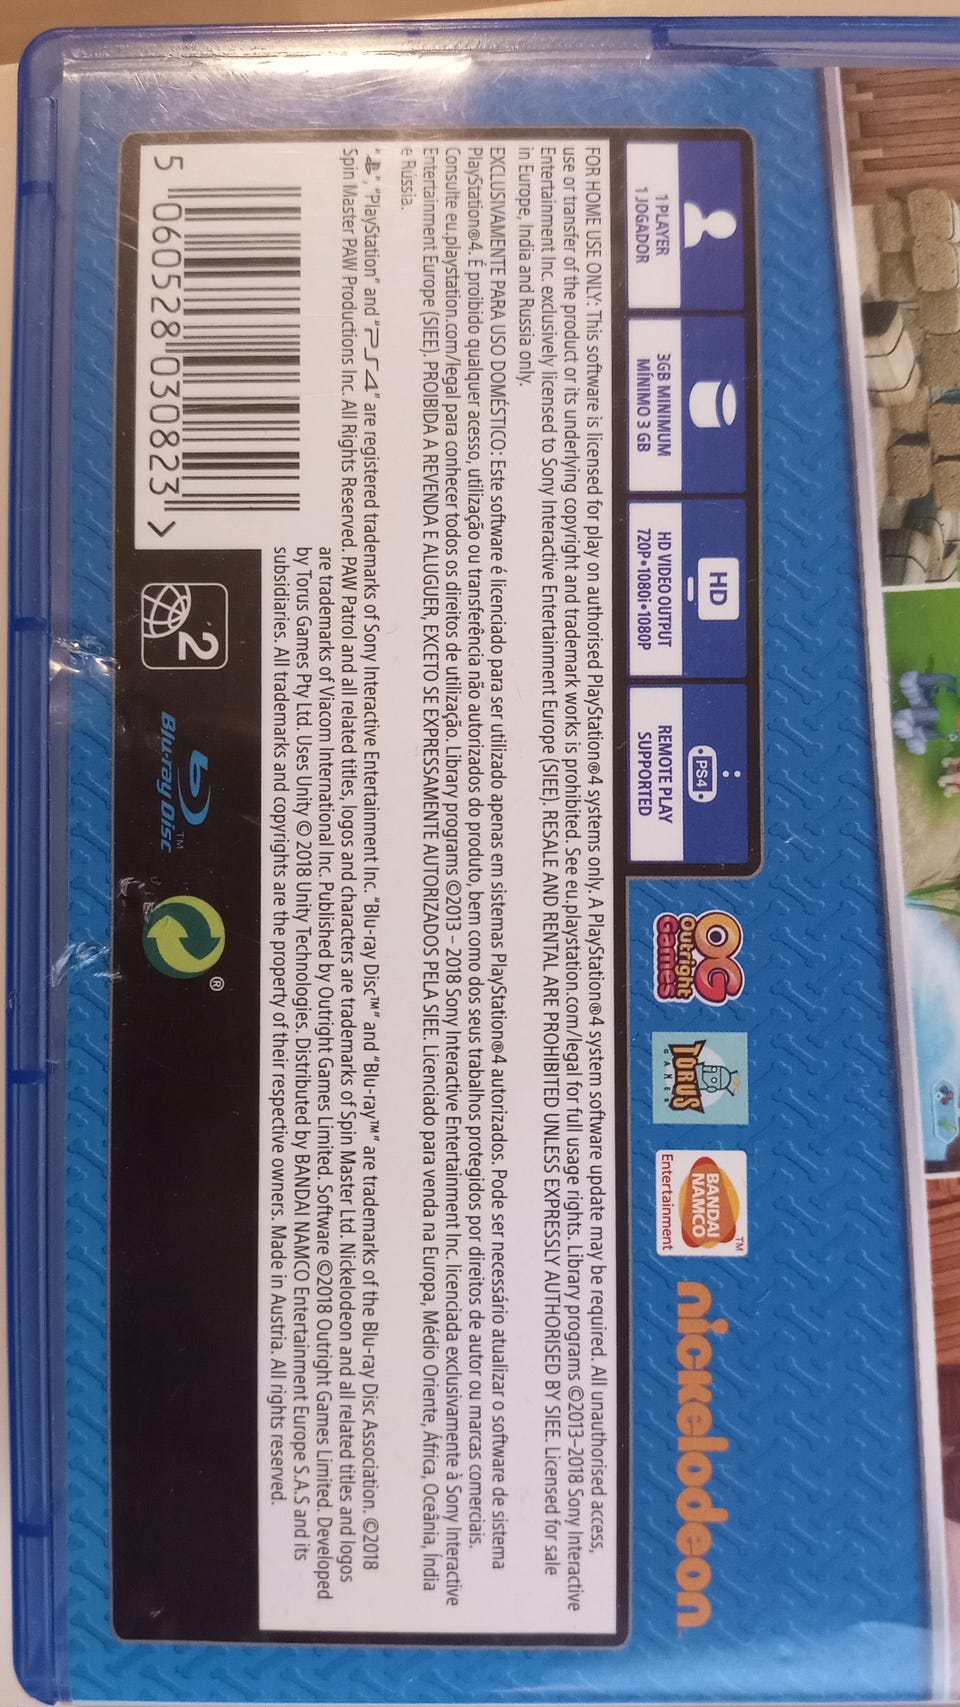 1 PLAYER
1 JOGADOR
3GB MINIMUM
MÍNIMO 3 GB
HD
HD VIDEO OUTPUT
720P•1080i•1080P
PS4
REMOTE PLAY
SUPPORTED
OG
Outright
Games
TORUS
GAMES
BANDAI
NAMCO
TM
Entertainment
nickelodeon
FOR HOME USE ONLY: This software is licensed for play on authorised PlayStation®4 systems only. A PlayStation®4 system software update may be required. All unauthorised access,
use or transfer of the product or its underlying copyright and trademark works is prohibited. See eu.playstation.com/legal for full usage rights. Library programs ©2013–2018 Sony Interactive
Entertainment Inc. exclusively licensed to Sony Interactive Entertainment Europe (SIEE). RESALE AND RENTAL ARE PROHIBITED UNLESS EXPRESSLY AUTHORISED BY SIEE. Licensed for sale
in Europe, India and Russia only.
EXCLUSIVAMENTE PARA USO DOMÉSTICO: Este software é licenciado para ser utilizado apenas em sistemas PlayStation®4 autorizados. Pode ser necessário atualizar o software de sistema
PlayStation®4. É proibido qualquer acesso, utilização ou transferência não autorizados do produto, bem como dos seus trabalhos protegidos por direitos de autor ou marcas comerciais.
Consulte eu.playstation.com/legal para conhecer todos os direitos de utilização. Library programs ©2013 – 2018 Sony Interactive Entertainment Inc. licenciada exclusivamente à Sony Interactive
Entertainment Europe (SIEE). PROIBIDA A REVENDA E ALUGUER, EXCETO SE EXPRESSAMENTE AUTORIZADOS PELA SIEE. Licenciado para venda na Europa, Médio Oriente, África, Oceânia, Índia
e Rússia.
" ", "PlayStation" and "PS4" are registered trademarks of Sony Interactive Entertainment Inc. "Blu-ray Disc™" and "Blu-ray™" are trademarks of the Blu-ray Disc Association. ©2018
Spin Master PAW Productions Inc. All Rights Reserved. PAW Patrol and all related titles, logos and characters are trademarks of Spin Master Ltd. Nickelodeon and all related titles and logos
are trademarks of Viacom International Inc. Published by Outright Games Limited. Software ©2018 Outright Games Limited. Developed
by Torus Games Pty Ltd. Uses Unity © 2018 Unity Technologies. Distributed by BANDAI NAMCO Entertainment Europe S.A.S and its
subsidiaries. All trademarks and copyrights are the property of their respective owners. Made in Austria. All rights reserved.
5 060528 030823 >
2
Blu-ray Disc™
®